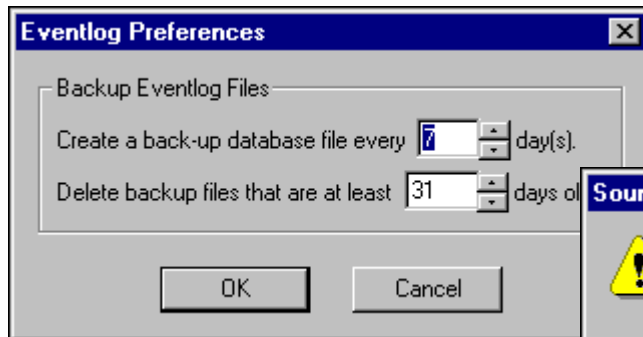 Eventlog Preferences
Backup Eventlog Files
Create a back-up database file every 7 day(s).
Delete backup files that are at least 31 days ol
Sour
OK Cancel